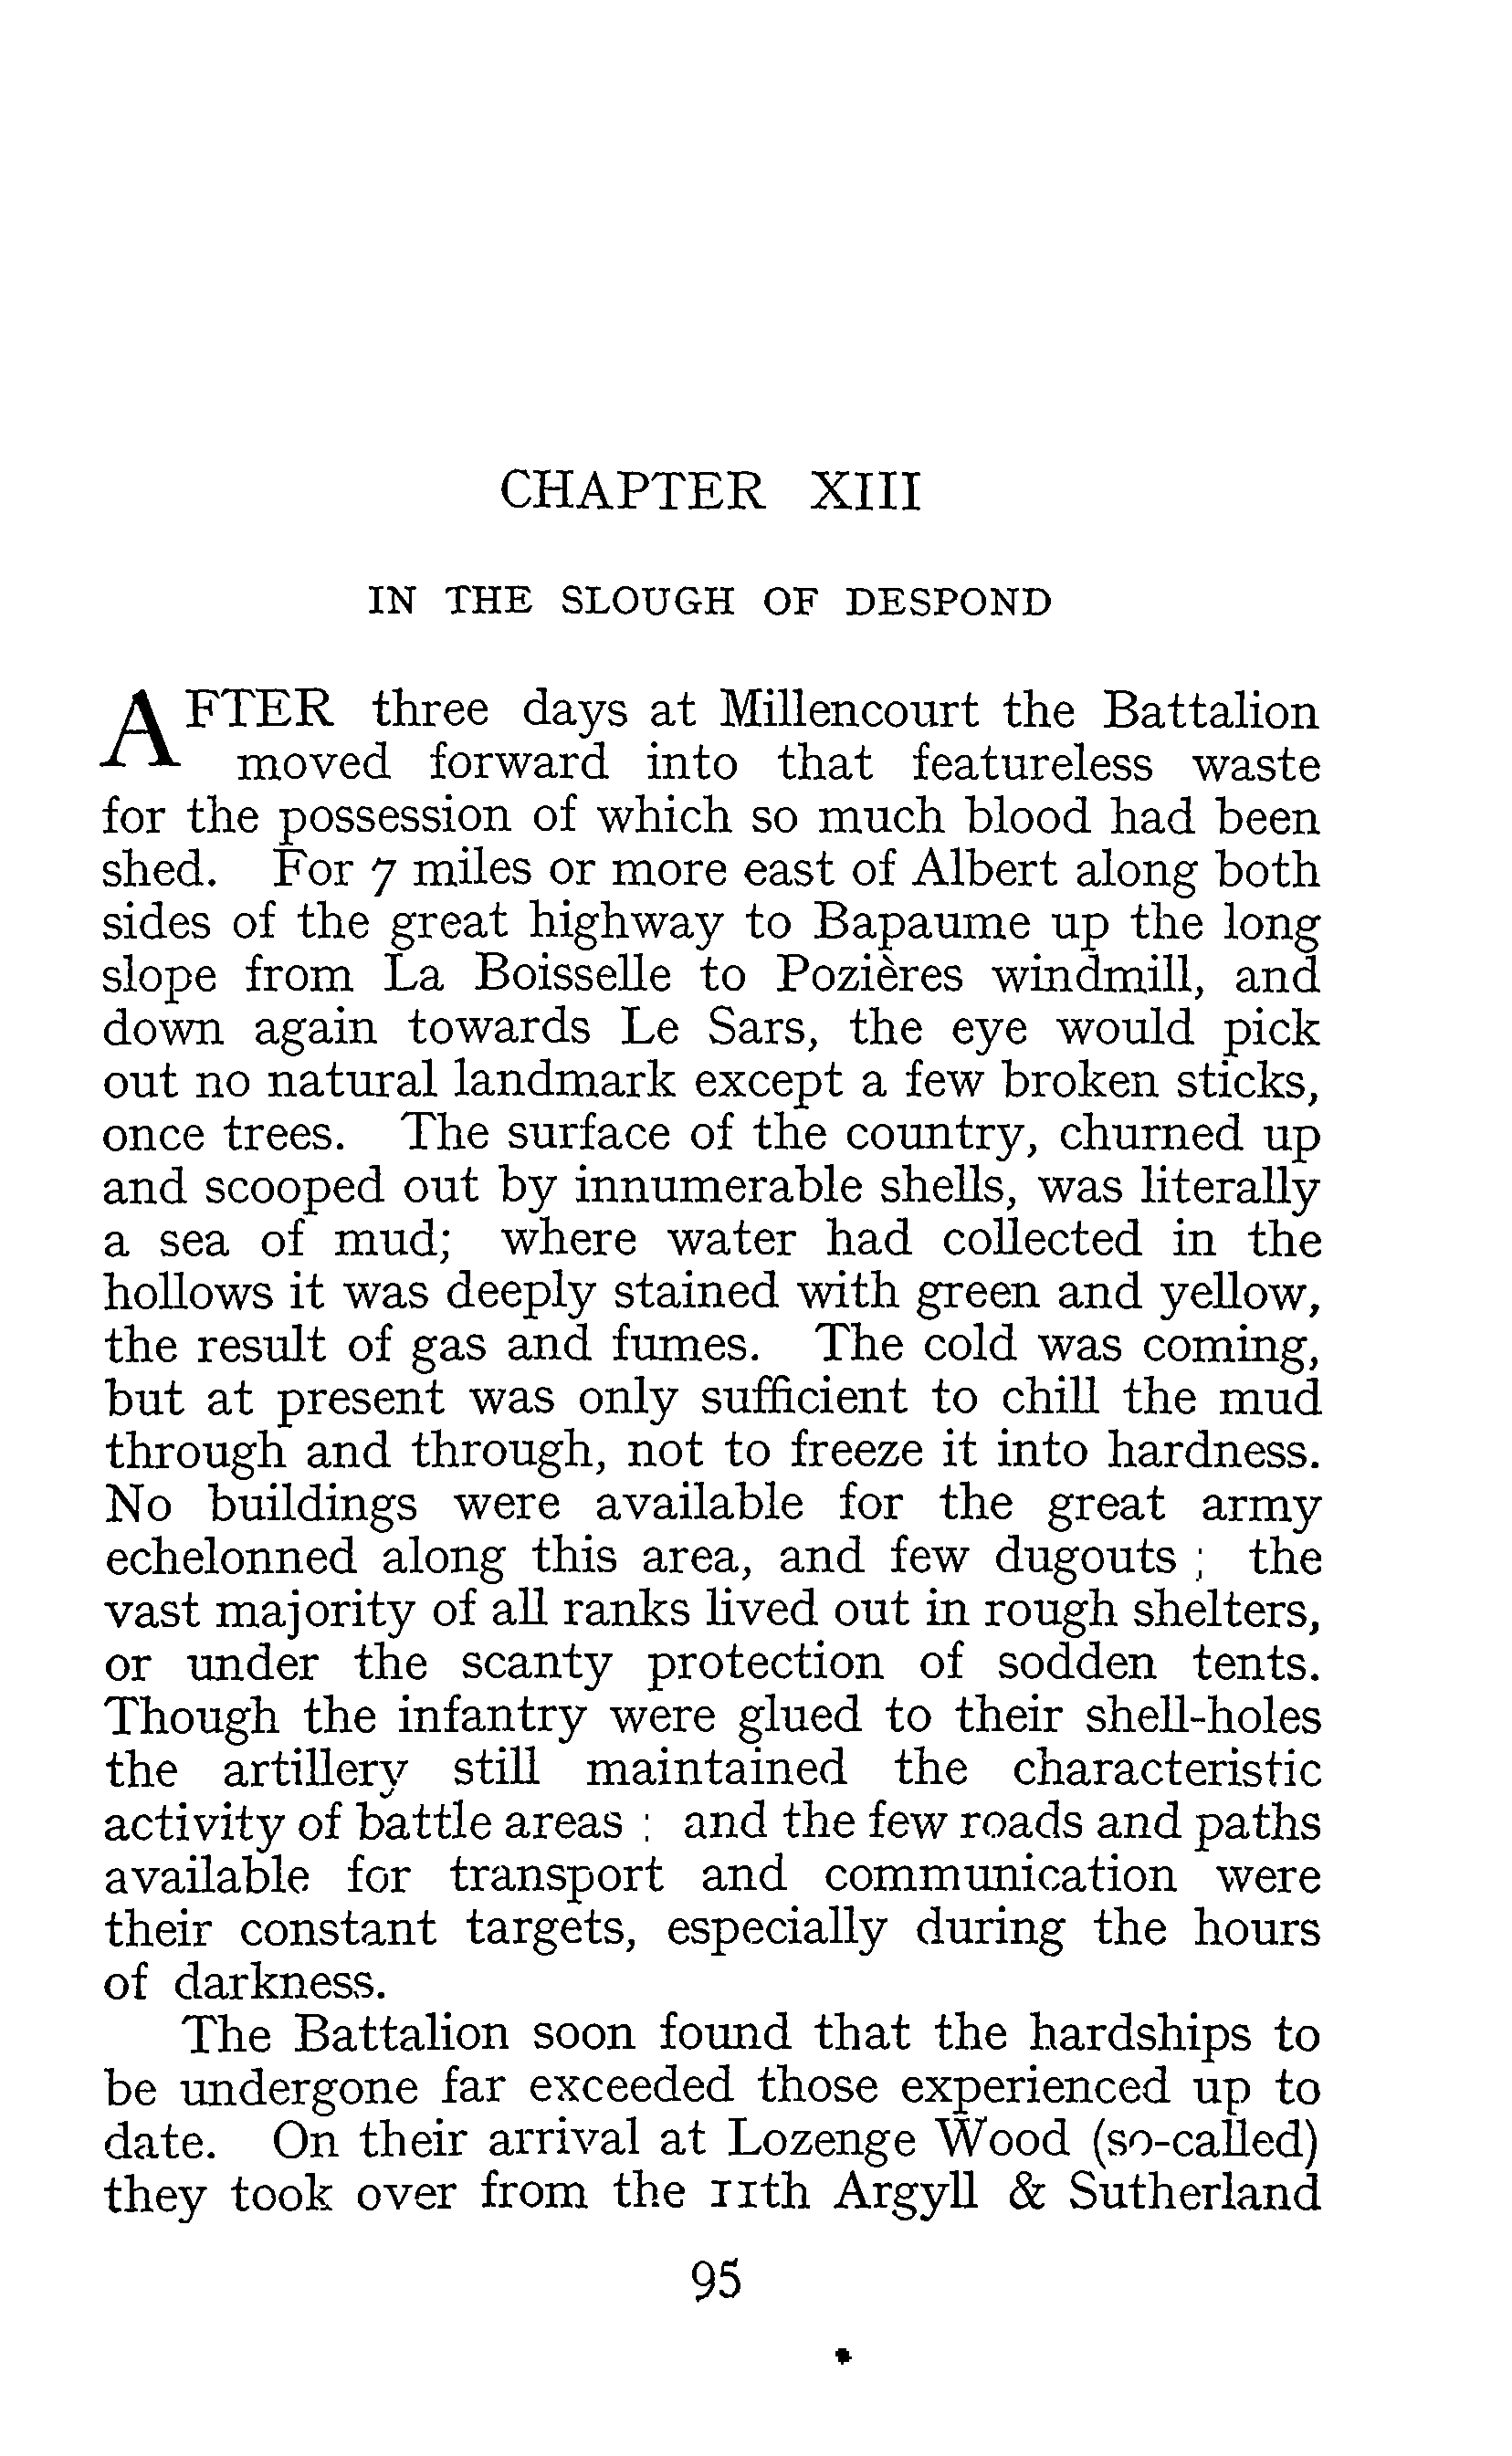 CHAPTER XIII
IN THE SLOUGH OF DESPOND
AFTER three days at Millencourt the Battalion
moved forward into that featureless waste
for the possession of which so much blood had been
shed. For 7 miles or more east of Albert along both
sides of the great highway to Bapaume up the long
slope from La Boisselle to Pozières windmill, and
down again towards Le Sars, the eye would pick
out no natural landmark except a few broken sticks,
once trees. The surface of the country, churned up
and scooped out by innumerable shells, was literally
a sea of mud; where water had collected in the
hollows it was deeply stained with green and yellow,
the result of gas and fumes. The cold was coming,
but at present was only sufficient to chill the mud
through and through, not to freeze it into hardness.
No buildings were available for the great army
echelonned along this area, and few dugouts ; the
vast majority of all ranks lived out in rough shelters,
or under the scanty protection of sodden tents.
Though the infantry were glued to their shell-holes
the artillery still maintained the characteristic
activity of battle areas : and the few roads and paths
available for transport and communication were
their constant targets, especially during the hours
of darkness.
The Battalion soon found that the hardships to
be undergone far exceeded those experienced up to
date. On their arrival at Lozenge Wood (so-called)
they took over from the 11th Argyll & Sutherland
95